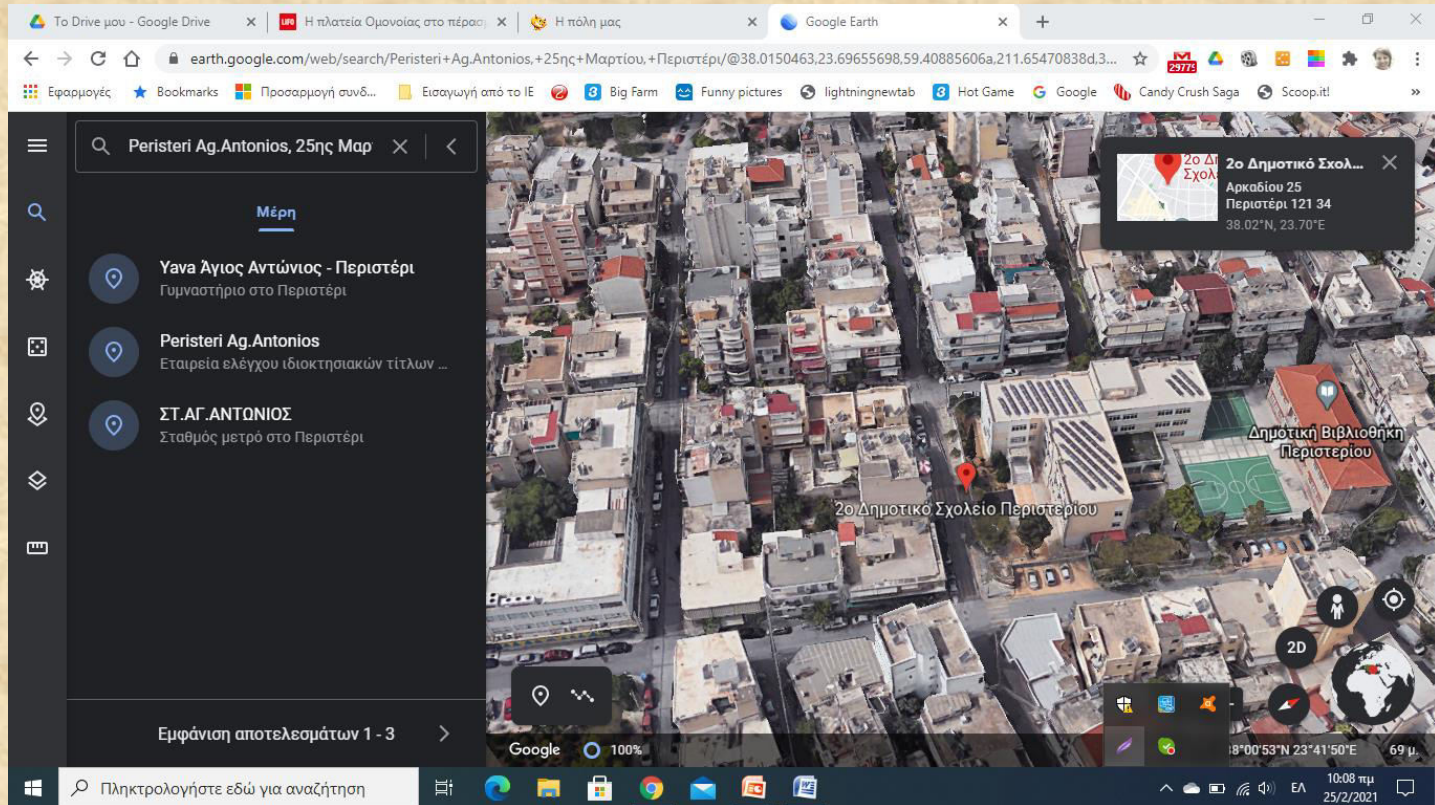 Το Drive μου - Google Drive
LIFO Η πλατεία Ομονοίας στο πέρασ
Η πόλη μας
Google Earth
earth.google.com/web/search/Peristeri+Ag.Antonios,+25ης+Μαρτίου,+Περιστέρι/@38.0150463,23.69655698,59.40885606a,211.65470838d,3...
29775
Εφαρμογές
Bookmarks
Προσαρμογή συνδ...
Εισαγωγή από το IE
Big Farm
Funny pictures
lightningnewtab
Hot Game
Google
Candy Crush Saga
Scoop.it!
»
Peristeri Ag.Antonios, 25ης Μαρ
Μέρη
Yava Άγιος Αντώνιος - Περιστέρι
Γυμναστήριο στο Περιστέρι
Peristeri Ag.Antonios
Εταιρεία ελέγχου ιδιοκτησιακών τίτλων ...
ΣΤ.ΑΓ.ΑΝΤΩΝΙΟΣ
Σταθμός μετρό στο Περιστέρι
Εμφάνιση αποτελεσμάτων 1 - 3
2ο Δη
Σχολ
2ο Δημοτικό Σχολ...
Αρκαδίου 25
Περιστέρι 121 34
38.02°N, 23.70°E
Δημοτική Βιβλιοθήκη
Περιστερίου
2ο Δημοτικό Σχολείο Περιστερίου
2D
Google
100%
8°00'53"N 23°41'50"E
69 μ.
Πληκτρολογήστε εδώ για αναζήτηση
ΕΛ
10:08 πμ
25/2/2021